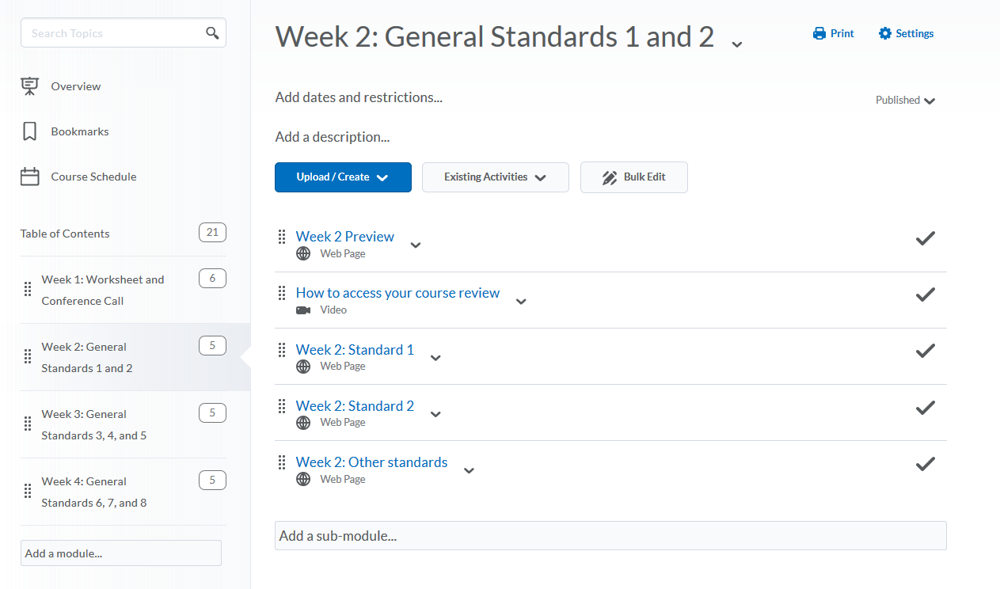 Search Topics
Overview
Bookmarks
Course Schedule
Table of Contents 21
Week 1: Worksheet and 6
Conference Call
Week 2: General 5
Standards 1 and 2
Week 3: General 5
Standards 3, 4, and 5
Week 4: General 5
Standards 6, 7, and 8
Add a module...
Week 2: General Standards 1 and 2
Print Settings
Add dates and restrictions...
Published
Add a description...
Upload / Create Existing Activities Bulk Edit
Week 2 Preview
Web Page
How to access your course review
Video
Week 2: Standard 1
Web Page
Week 2: Standard 2
Web Page
Week 2: Other standards
Web Page
Add a sub-module...